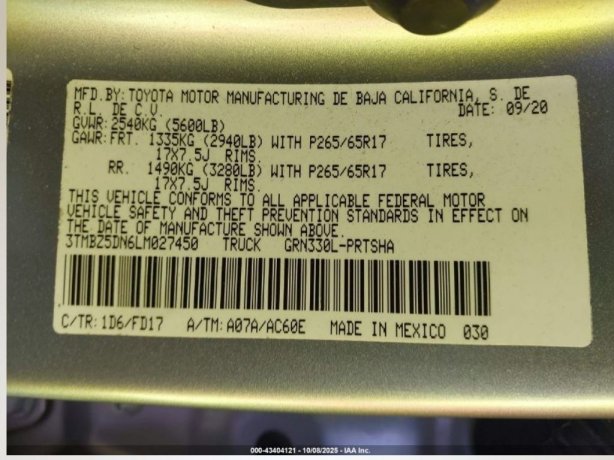 MFD.BY: TOYOTA MOTOR MANUFACTURING DE BAJA CALIFORNIA, S. DE
R.L. DE C.V. DATE: 09/20
GVWR: 2540KG (5600LB)
GAWR: FRT. 1335KG (2940LB) WITH P265/65R17 TIRES,
17X7.5J RIMS.
RR. 1490KG (3280LB) WITH P265/65R17 TIRES,
17X7.5J RIMS.
THIS VEHICLE CONFORMS TO ALL APPLICABLE FEDERAL MOTOR
VEHICLE SAFETY AND THEFT PREVENTION STANDARDS IN EFFECT ON
THE DATE OF MANUFACTURE SHOWN ABOVE.
3TMBZ5DN6LM027450 TRUCK GRN330L-PRTSHA
C/TR: 1D6/FD17 A/TM: A07A/AC60E MADE IN MEXICO 030
000-43404121 - 10/08/2025 - IAA Inc.